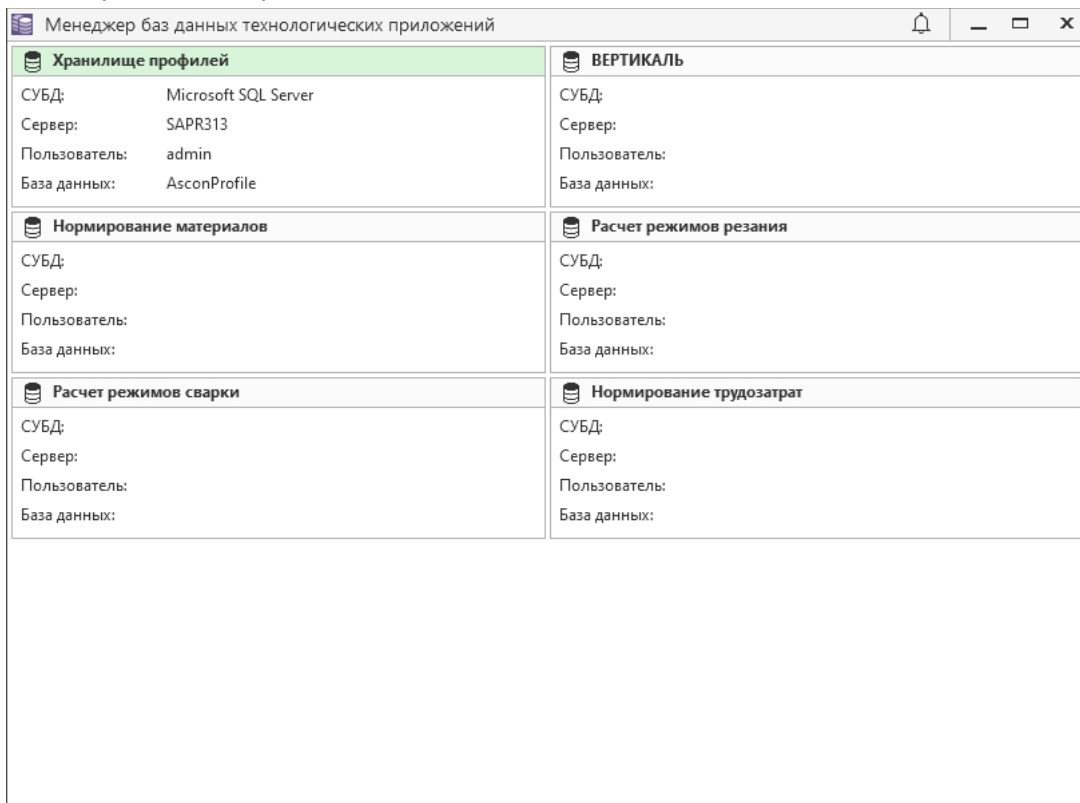 Менеджер баз данных технологических приложений
Хранилище профилей
СУБД: Microsoft SQL Server
Сервер: SAPR313
Пользователь: admin
База данных: AsconProfile
ВЕРТИКАЛЬ
СУБД:
Сервер:
Пользователь:
База данных:
Нормирование материалов
СУБД:
Сервер:
Пользователь:
База данных:
Расчет режимов резания
СУБД:
Сервер:
Пользователь:
База данных:
Расчет режимов сварки
СУБД:
Сервер:
Пользователь:
База данных:
Нормирование трудозатрат
СУБД:
Сервер:
Пользователь:
База данных: